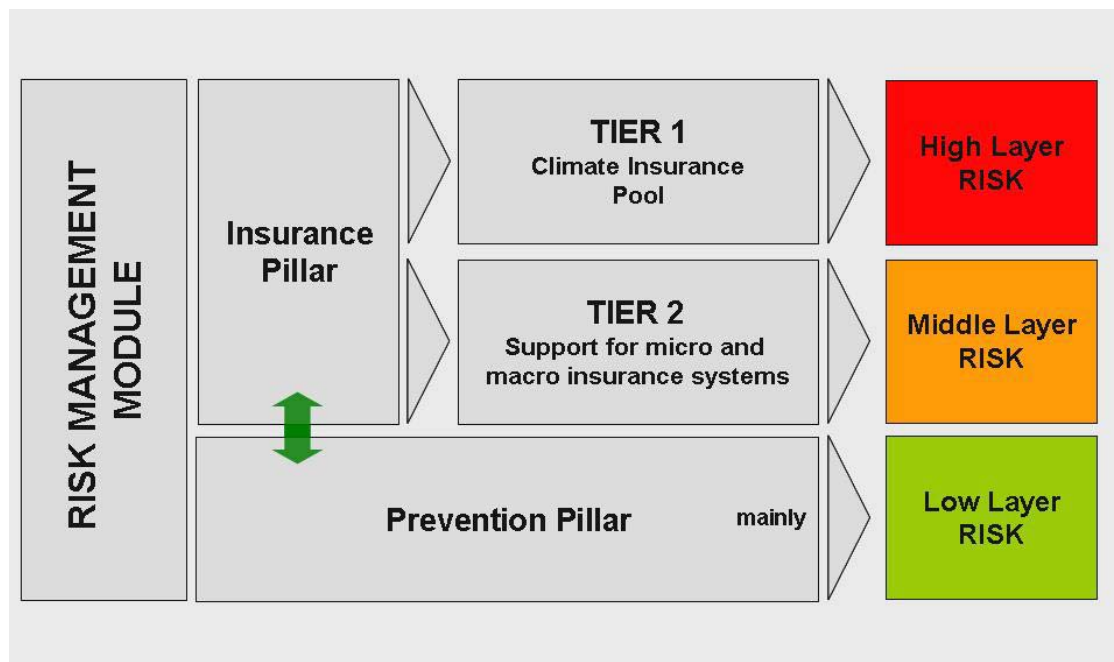 RISK MANAGEMENT
MODULE
Insurance
Pillar
TIER 1
Climate Insurance
Pool
High Layer
RISK
TIER 2
Support for micro and
macro insurance systems
Middle Layer
RISK
Prevention Pillar
mainly
Low Layer
RISK